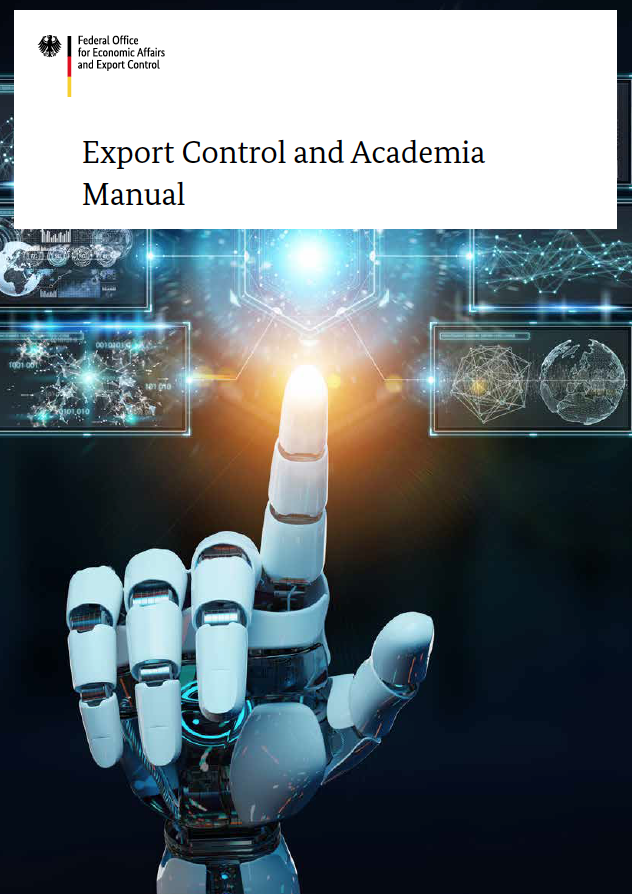 Federal Office
for Economic Affairs
and Export Control
Export Control and Academia
Manual